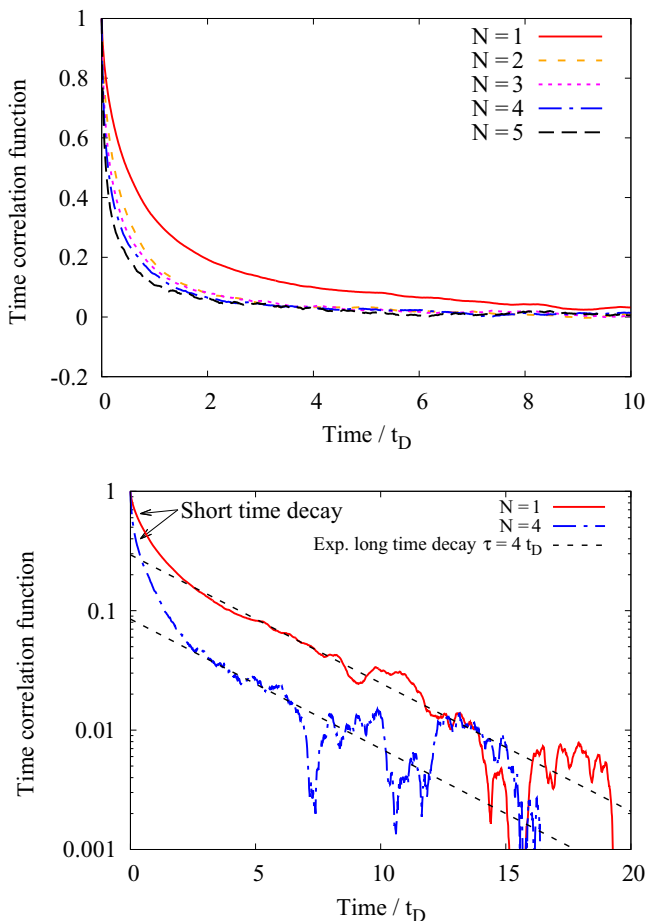 1
0.8
0.6
0.4
0.2
0
-0.2
Time correlation function
N = 1
N = 2
N = 3
N = 4
N = 5
0 2 4 6 8 10
Time / tD
1
0.1
0.01
0.001
Time correlation function
Short time decay
N = 1
N = 4
Exp. long time decay τ = 4 tD
0 5 10 15 20
Time / tD